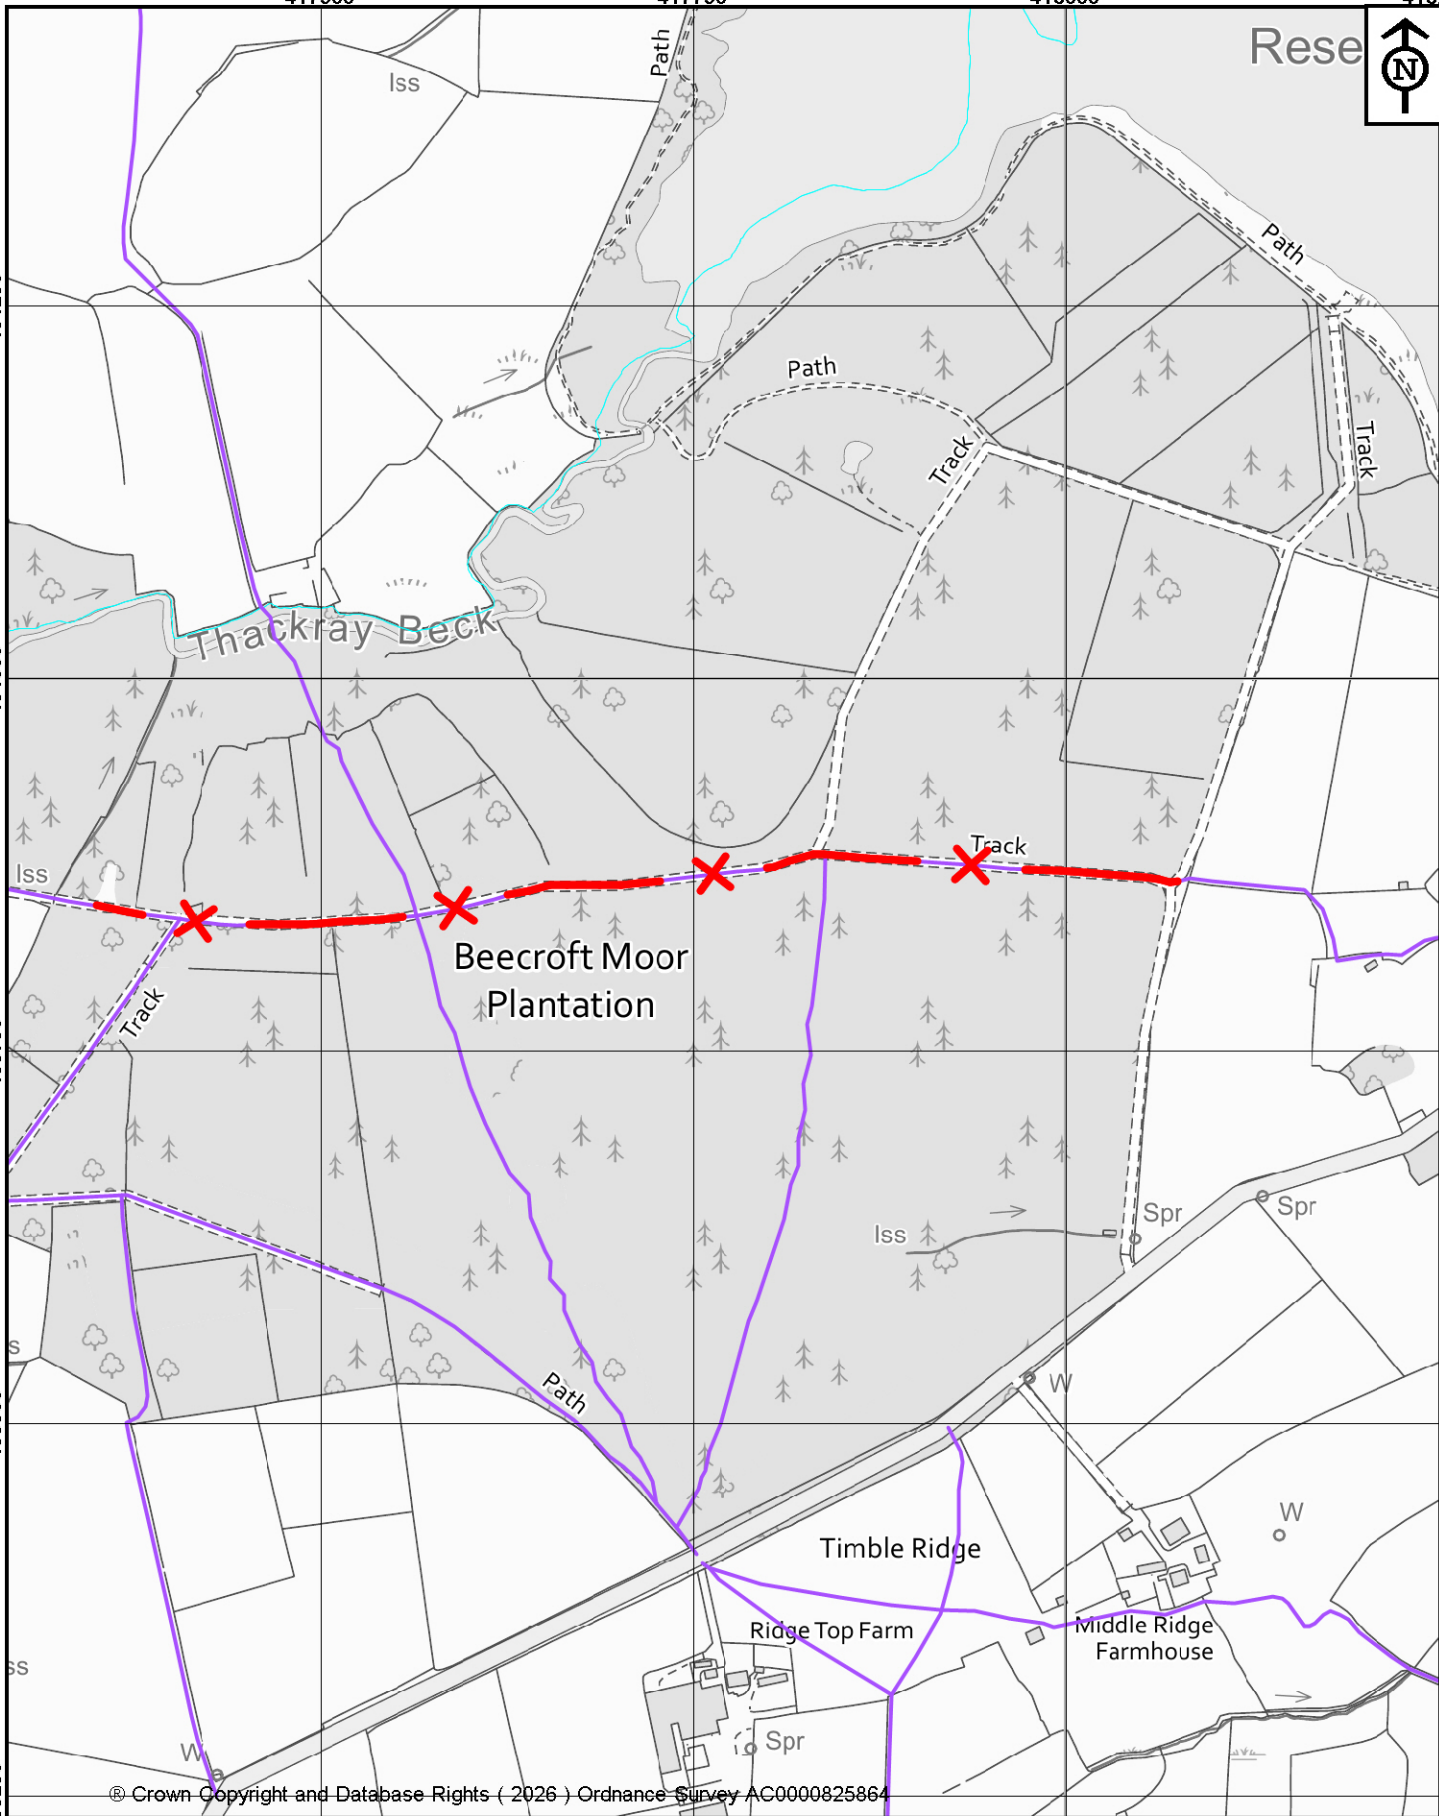 Rese
N
Iss
Path
Path
Path
Track
Track
Thackray Beck
Track
Iss
Beecroft Moor
Plantation
Track
Iss
Spr
Spr
Path
W
W
Timble Ridge
Ridge Top Farm
Middle Ridge
Farmhouse
Spr
W
® Crown Copyright and Database Rights ( 2026 ) Ordnance Survey AC0000825864